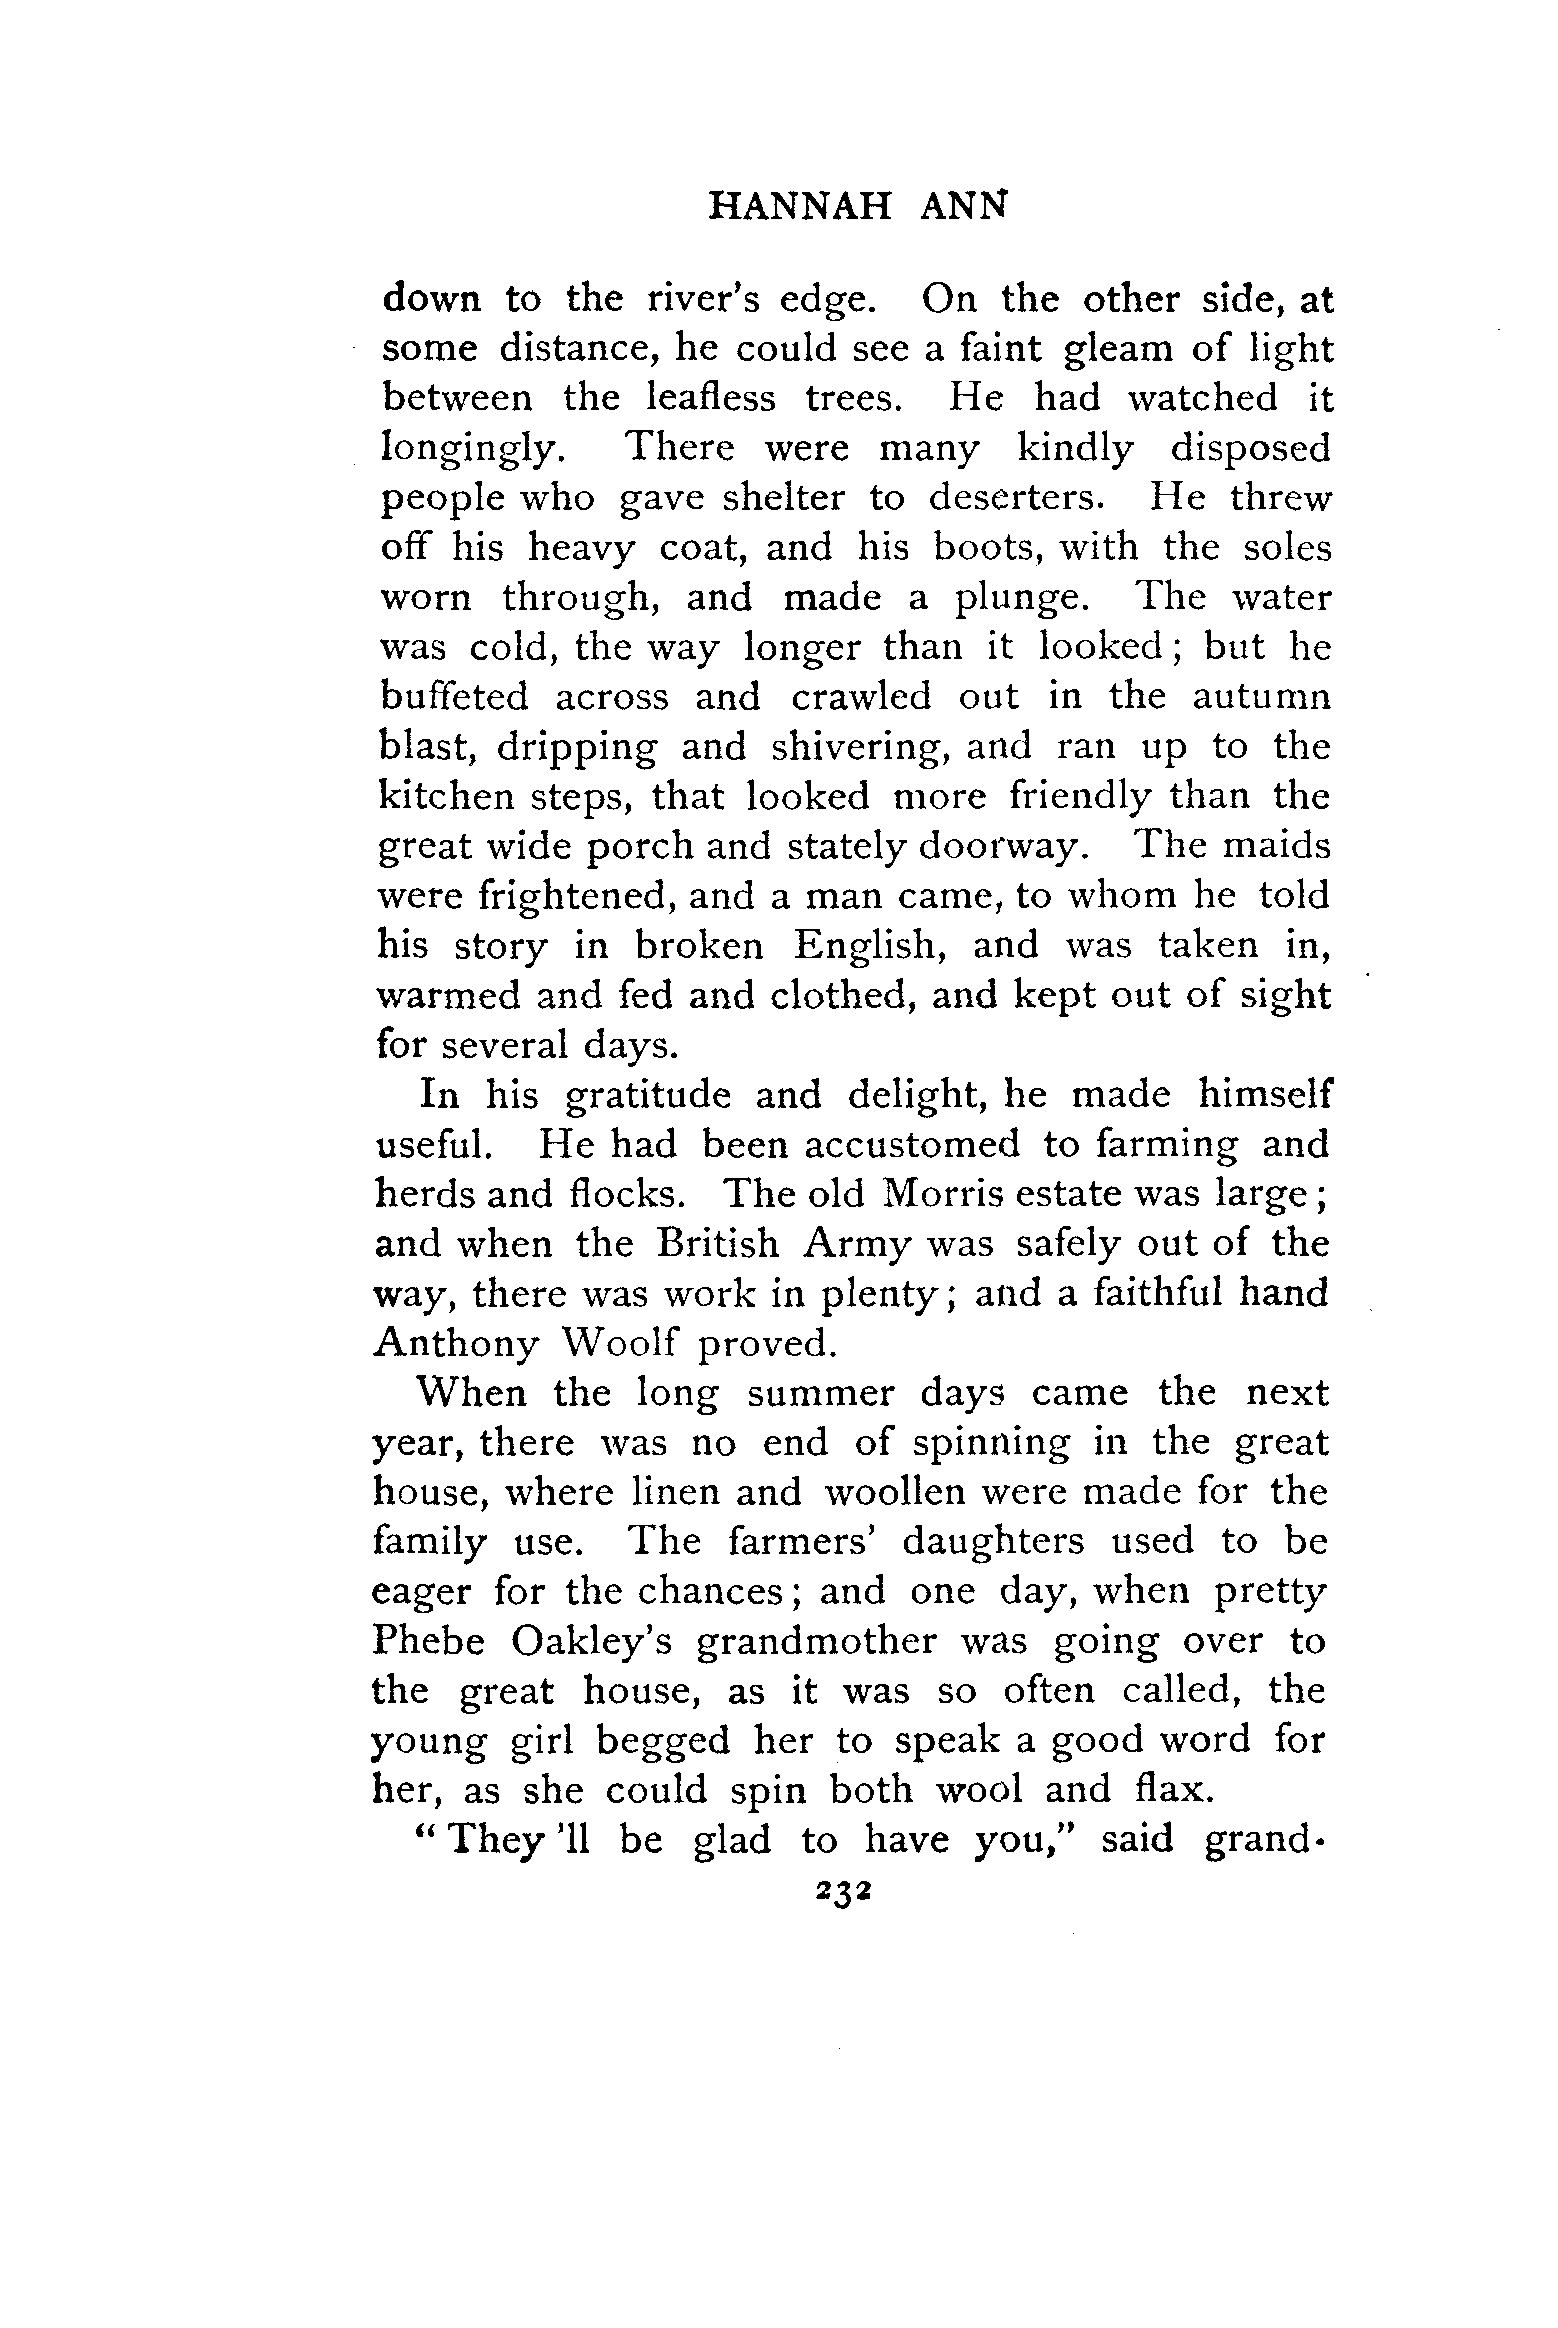 HANNAH ANN
down to the river's edge. On the other side, at
some distance, he could see a faint gleam of light
between the leafless trees. He had watched it
longingly. There were many kindly disposed
people who gave shelter to deserters. He threw
off his heavy coat, and his boots, with the soles
worn through, and made a plunge. The water
was cold, the way longer than it looked; but he
buffeted across and crawled out in the autumn
blast, dripping and shivering, and ran up to the
kitchen steps, that looked more friendly than the
great wide porch and stately doorway. The maids
were frightened, and a man came, to whom he told
his story in broken English, and was taken in,
warmed and fed and clothed, and kept out of sight
for several days.
In his gratitude and delight, he made himself
useful. He had been accustomed to farming and
herds and flocks. The old Morris estate was large;
and when the British Army was safely out of the
way, there was work in plenty; and a faithful hand
Anthony Woolf proved.
When the long summer days came the next
year, there was no end of spinning in the great
house, where linen and woollen were made for the
family use. The farmers' daughters used to be
eager for the chances; and one day, when pretty
Phebe Oakley's grandmother was going over to
the great house, as it was so often called, the
young girl begged her to speak a good word for
her, as she could spin both wool and flax.
"They 'll be glad to have you," said grand-
232